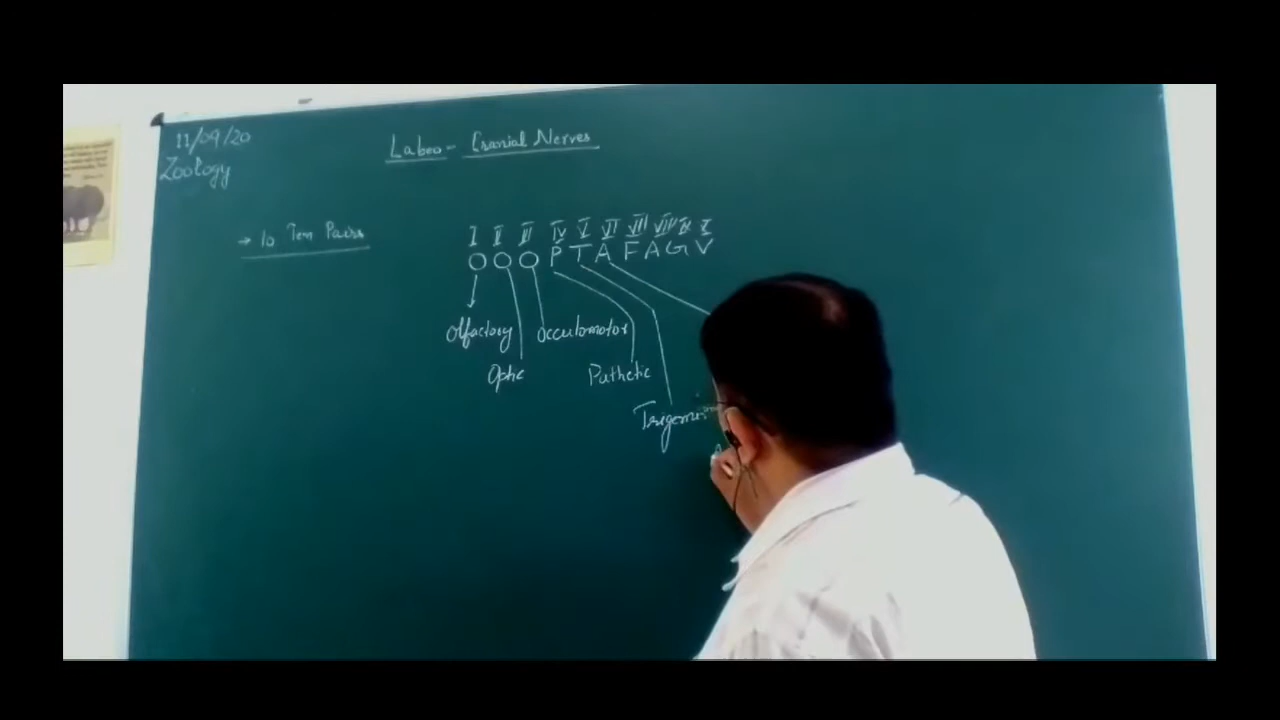 11/09/20
Zoology
Labeo - Cranial Nerves
→ 10 Ten Pairs
I II III IV V VI VII VIII IX X
O O O P T A F A G V
Olfactory Occulomotor
Optic Pathetic